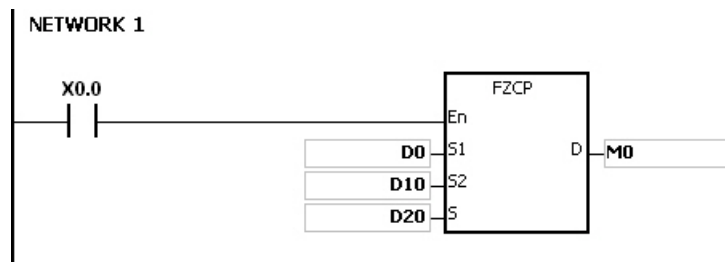 NETWORK 1
X0.0
FZCP
En
D0 S1 D M0
D10 S2
D20 S